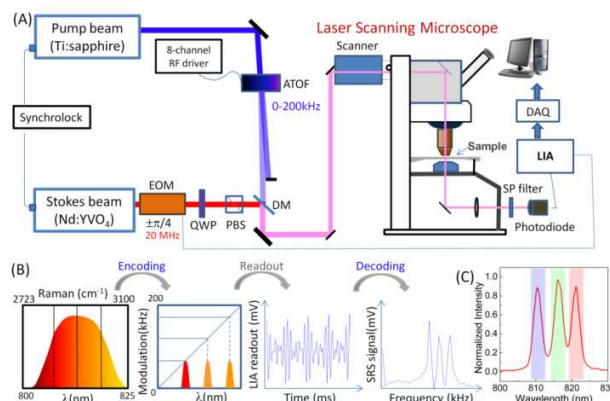 (A)
Pump beam
(Ti:sapphire)
8-channel
RF driver
ATOF
0-200kHz
Synchrolock
Stokes beam
(Nd:YVO₄)
EOM
±π/4
20 MHz
QWP
PBS
DM
Laser Scanning Microscope
Scanner
Sample
DAQ
LIA
SP filter
Photodiode
(B)
Encoding
Readout
Decoding
Raman (cm⁻¹)
2723
3100
800
825
λ(nm)
200
Modulation(kHz)
0
λ(nm)
LIA readout (mV)
Time (ms)
SRS signal(mV)
Frequency (kHz)
(C)
Normalized Intensity
1.0
0.8
0.6
0.4
0.2
0.0
800
810
820
Wavelength (nm)